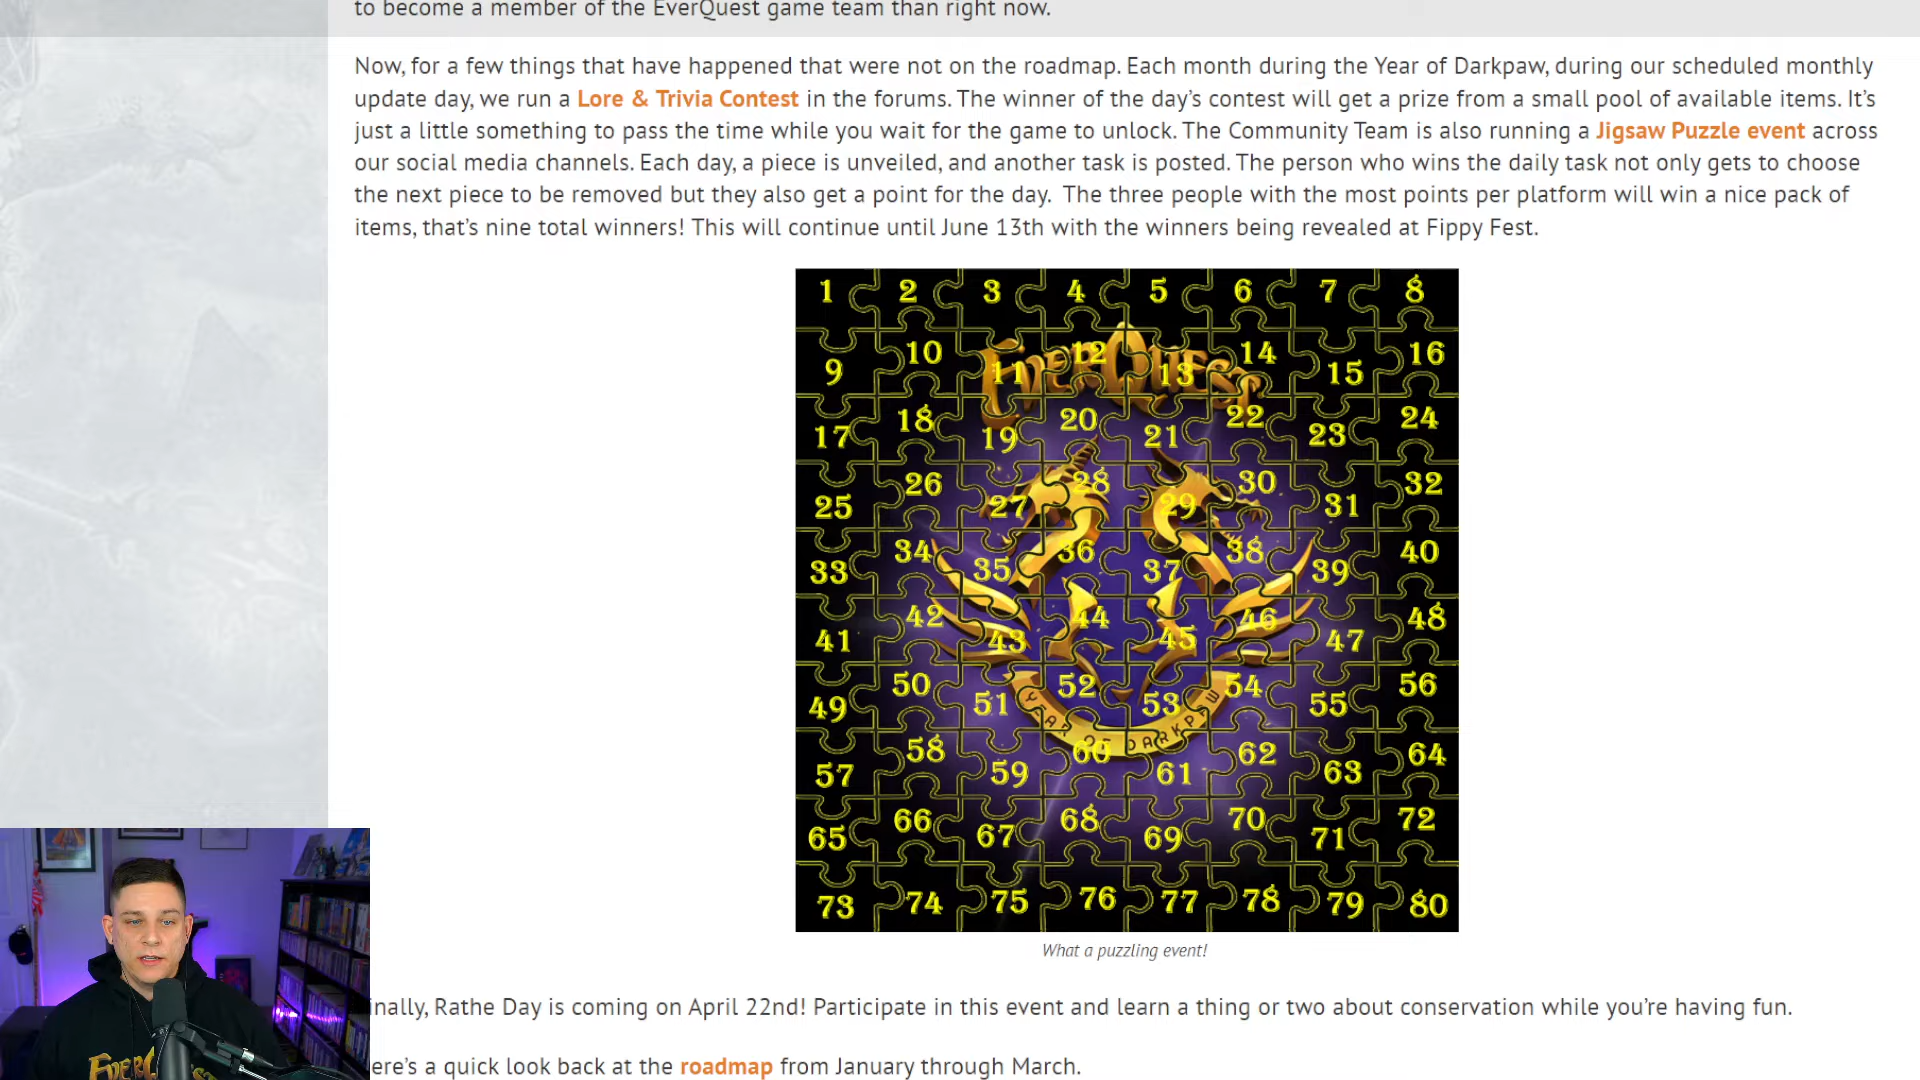 to become a member of the EverQuest game team than right now.
Now, for a few things that have happened that were not on the roadmap. Each month during the Year of Darkpaw, during our scheduled monthly
update day, we run a Lore & Trivia Contest in the forums. The winner of the day’s contest will get a prize from a small pool of available items. It’s
just a little something to pass the time while you wait for the game to unlock. The Community Team is also running a Jigsaw Puzzle event across
our social media channels. Each day, a piece is unveiled, and another task is posted. The person who wins the daily task not only gets to choose
the next piece to be removed but they also get a point for the day.  The three people with the most points per platform will win a nice pack of
items, that’s nine total winners! This will continue until June 13th with the winners being revealed at Fippy Fest.
1 2 3 4 5 6 7 8
EVERQUEST
9 10 11 12 13 14 15 16
17 18 19 20 21 22 23 24
25 26 27 28 29 30 31 32
33 34 35 36 37 38 39 40
41 42 43 44 45 46 47 48
49 50 51 52 53 54 55 56
YEAR OF DARKPAW
57 58 59 60 61 62 63 64
65 66 67 68 69 70 71 72
73 74 75 76 77 78 79 80
What a puzzling event!
inally, Rathe Day is coming on April 22nd! Participate in this event and learn a thing or two about conservation while you’re having fun.
ere’s a quick look back at the roadmap from January through March.